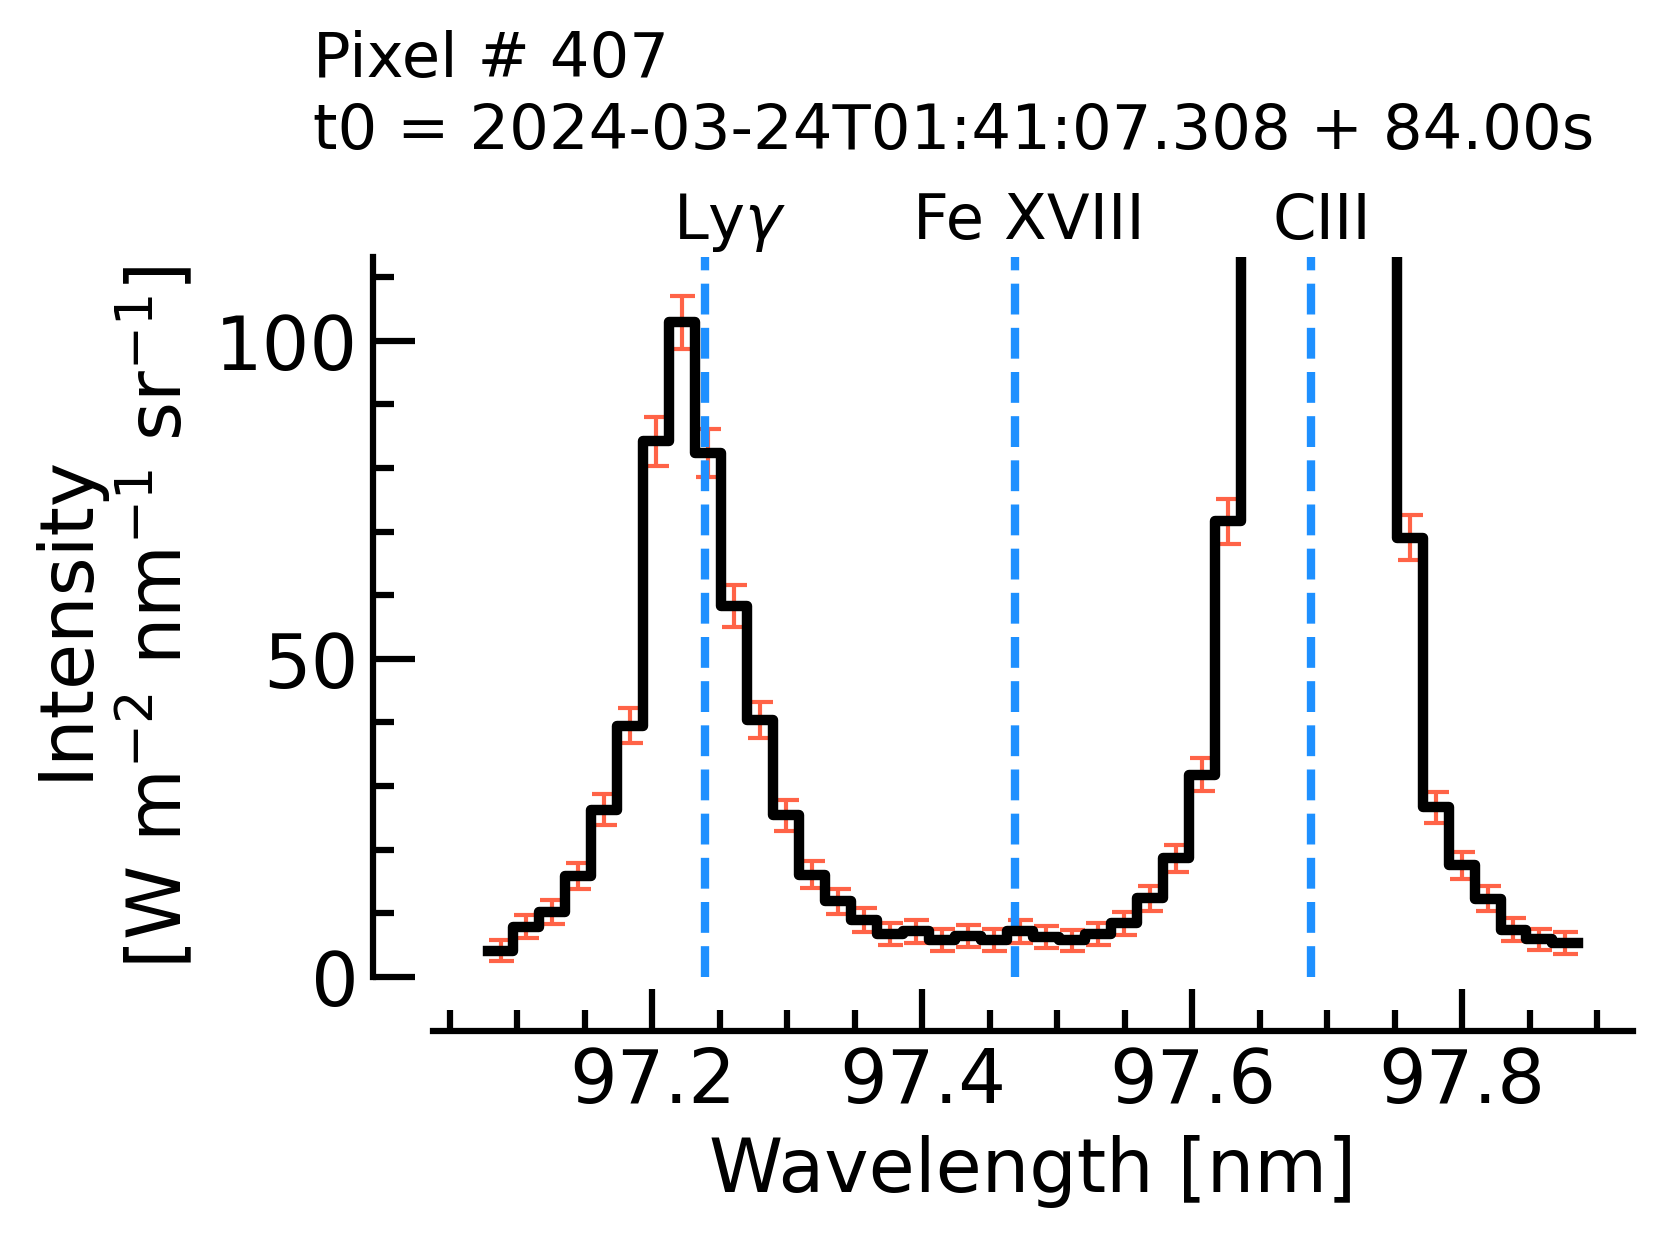 Pixel # 407
t0 = 2024-03-24T01:41:07.308 + 84.00s
Lyγ Fe XVIII CIII
Intensity
[W m⁻² nm⁻¹ sr⁻¹]
100
50
0
97.2 97.4 97.6 97.8
Wavelength [nm]